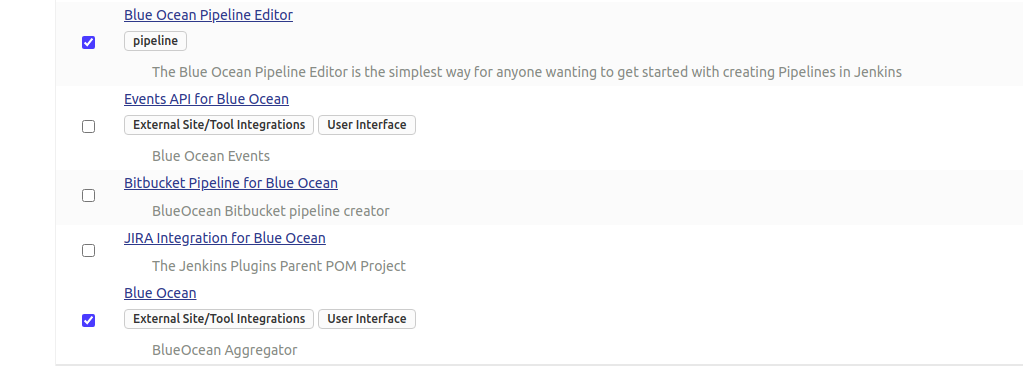 Blue Ocean Pipeline Editor
pipeline
The Blue Ocean Pipeline Editor is the simplest way for anyone wanting to get started with creating Pipelines in Jenkins
Events API for Blue Ocean
External Site/Tool Integrations User Interface
Blue Ocean Events
Bitbucket Pipeline for Blue Ocean
BlueOcean Bitbucket pipeline creator
JIRA Integration for Blue Ocean
The Jenkins Plugins Parent POM Project
Blue Ocean
External Site/Tool Integrations User Interface
BlueOcean Aggregator